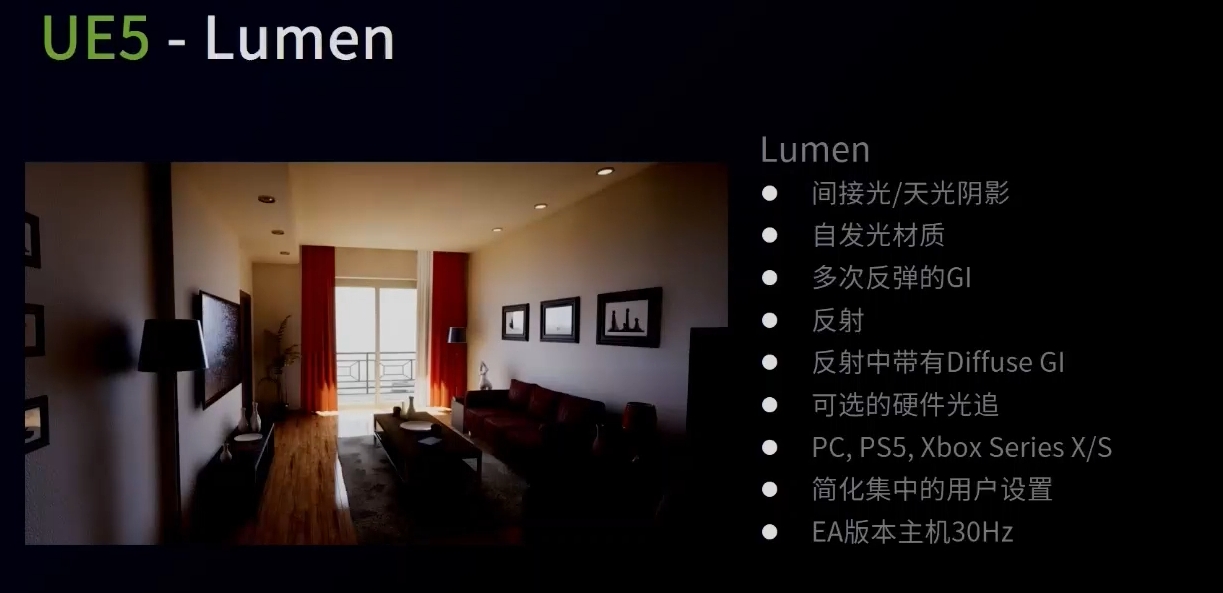 UE5 - Lumen
Lumen
间接光/天光阴影
自发光材质
多次反弹的GI
反射
反射中带有Diffuse GI
可选的硬件光追
PC, PS5, Xbox Series X/S
简化集中的用户设置
EA版本主机30Hz